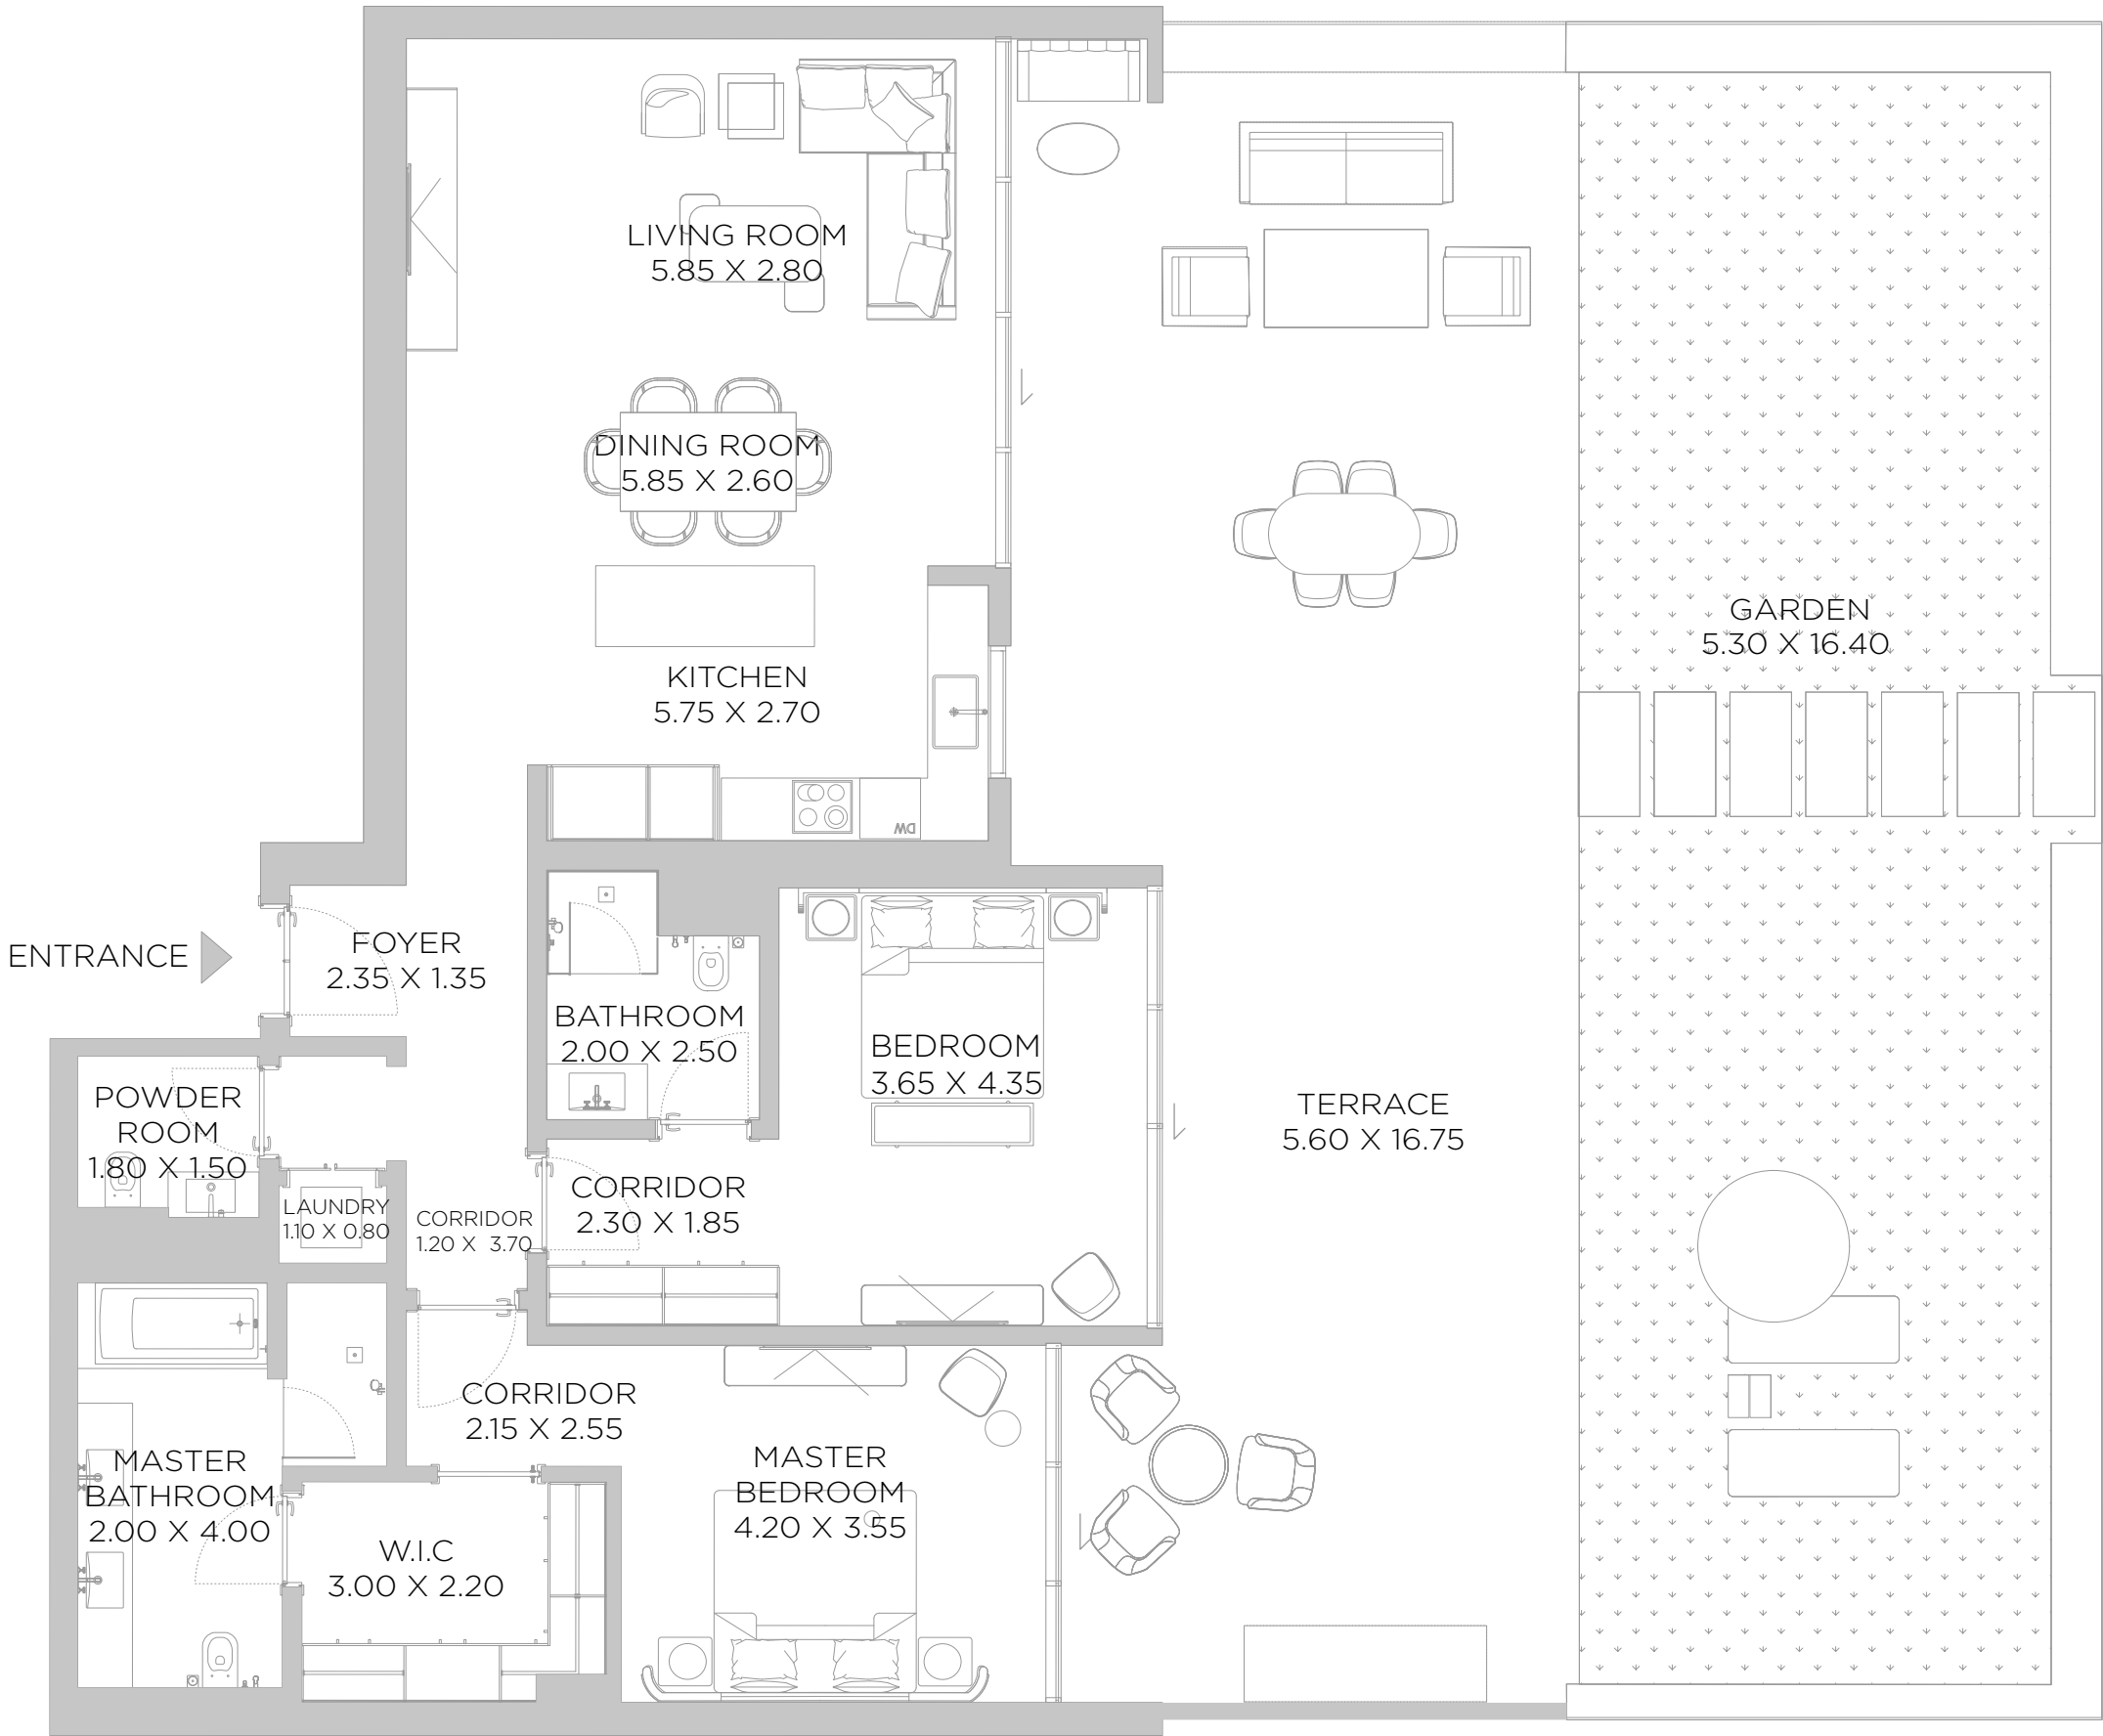 LIVING ROOM
5.85 X 2.80
DINING ROOM
5.85 X 2.60
GARDEN
5.30 X 16.40
KITCHEN
5.75 X 2.70
DW
ENTRANCE
FOYER
2.35 X 1.35
BATHROOM
2.00 X 2.50
BEDROOM
3.65 X 4.35
POWDER
ROOM
1.80 X 1.50
TERRACE
5.60 X 16.75
LAUNDRY
1.10 X 0.80
CORRIDOR
1.20 X 3.70
CORRIDOR
2.30 X 1.85
CORRIDOR
2.15 X 2.55
MASTER
BATHROOM
2.00 X 4.00
MASTER
BEDROOM
4.20 X 3.55
W.I.C
3.00 X 2.20